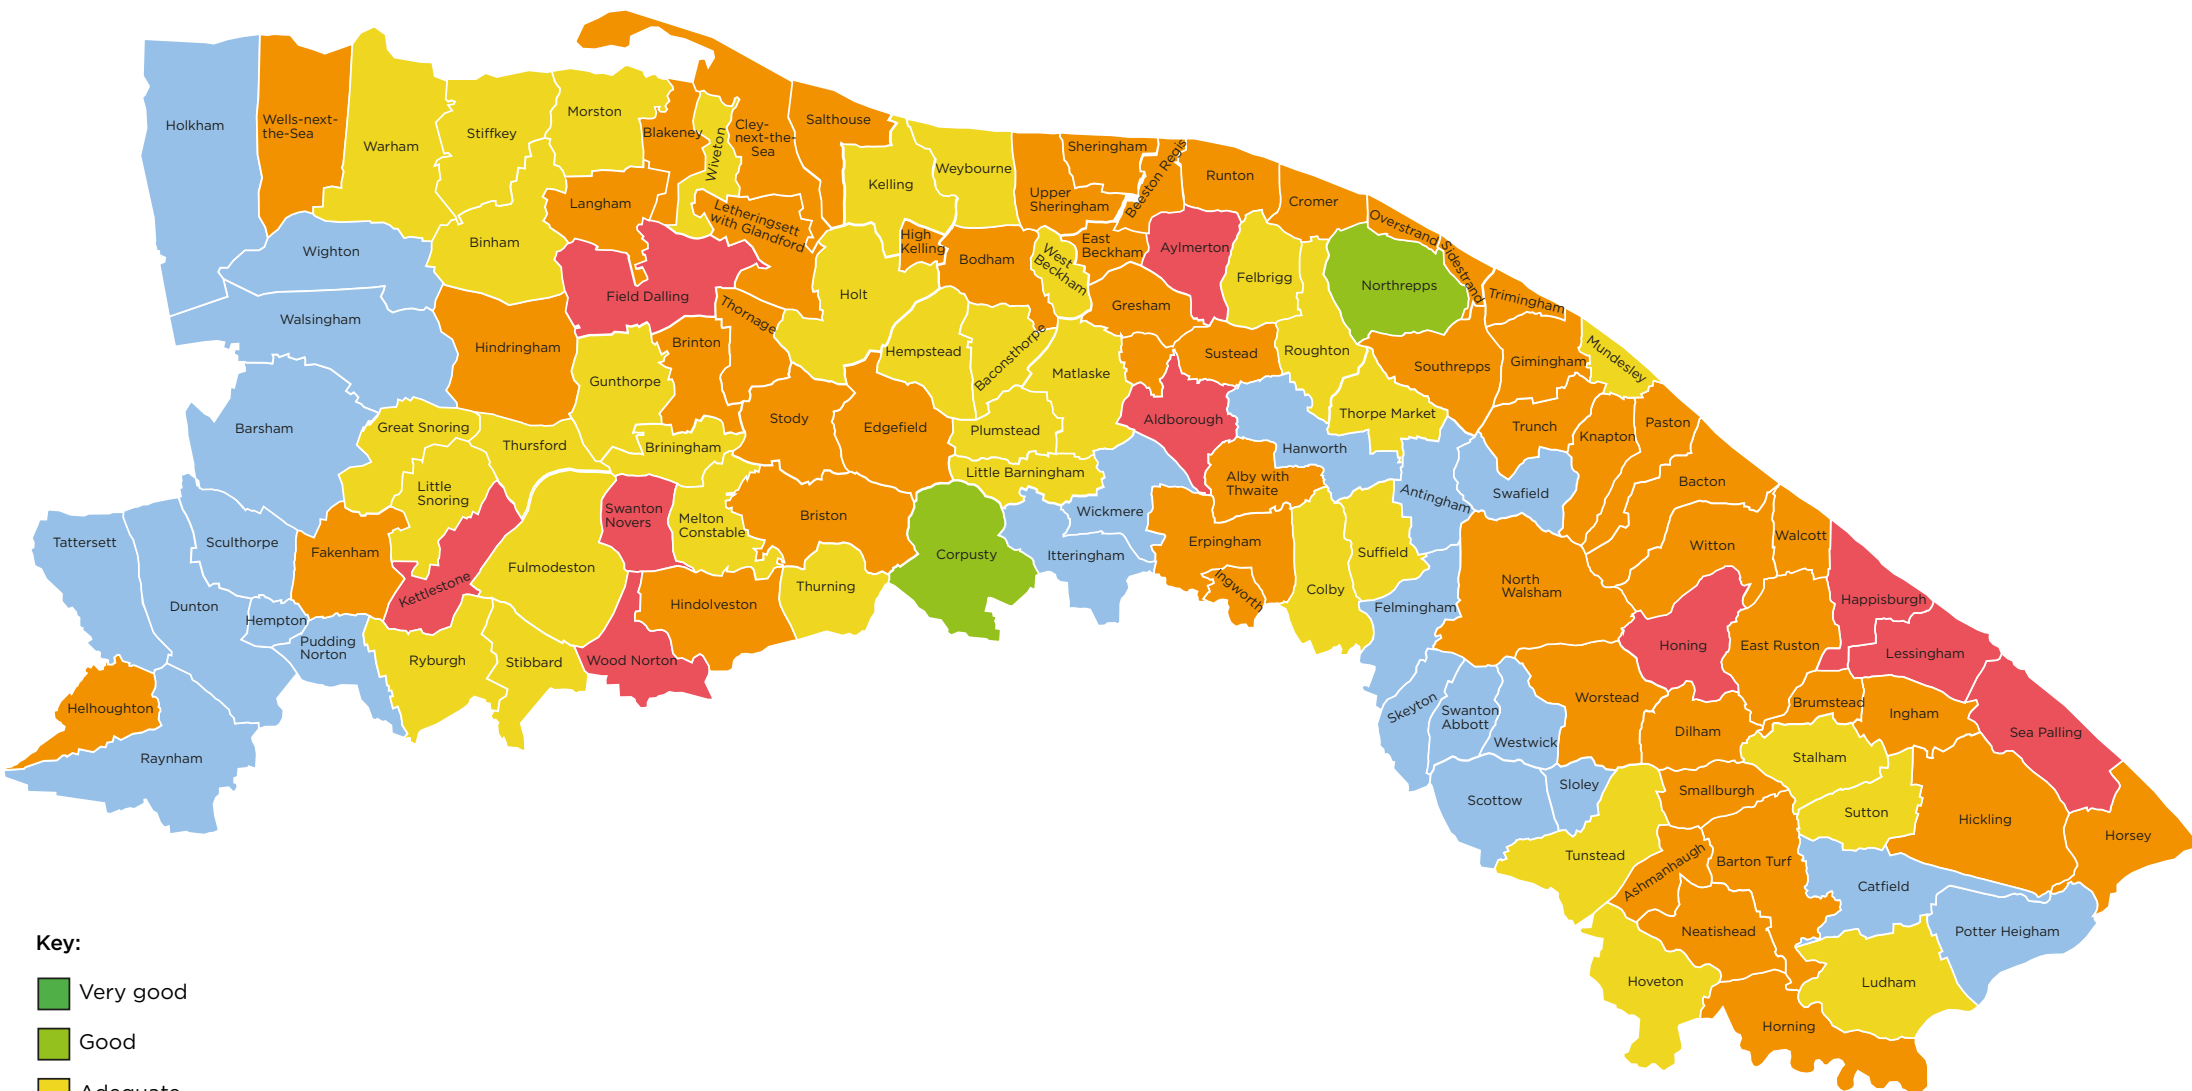 Holkham
Wells-next-
the-Sea
Warham
Stiffkey
Morston
Blakeney
Wiveton
Cley-
next-the-
Sea
Salthouse
Kelling
Weybourne
Upper
Sheringham
Sheringham
Beeston Regis
Runton
Cromer
Overstrand
Sidestrand
Trimingham
Mundesley
Wighton
Binham
Langham
Letheringsett
with Glandford
High
Kelling
Bodham
West
Beckham
East
Beckham
Aylmerton
Felbrigg
Northrepps
Walsingham
Hindringham
Field Dalling
Thornage
Holt
Gresham
Brinton
Hempstead
Baconsthorpe
Matlaske
Sustead
Roughton
Southrepps
Gimingham
Gunthorpe
Barsham
Great Snoring
Thursford
Briningham
Stody
Edgefield
Plumstead
Aldborough
Thorpe Market
Hanworth
Trunch
Knapton
Paston
Little
Snoring
Little Barningham
Alby with
Thwaite
Antingham
Swafield
Bacton
Swanton
Novers
Melton
Constable
Briston
Wickmere
Tattersett
Sculthorpe
Fakenham
Kettlestone
Fulmodeston
Corpusty
Itteringham
Erpingham
Suffield
Witton
Walcott
Dunton
Hempton
Hindolveston
Thurning
Ingworth
Colby
Felmingham
North
Walsham
Happisburgh
Pudding
Norton
Ryburgh
Stibbard
Wood Norton
Honing
East Ruston
Lessingham
Helhoughton
Raynham
Skeyton
Swanton
Abbott
Westwick
Worstead
Dilham
Brumstead
Ingham
Sea Palling
Stalham
Scottow
Sloley
Smallburgh
Sutton
Hickling
Horsey
Tunstead
Ashmanhaugh
Barton Turf
Catfield
Neatishead
Potter Heigham
Hoveton
Ludham
Horning
Key:
Very good
Good
Adequate